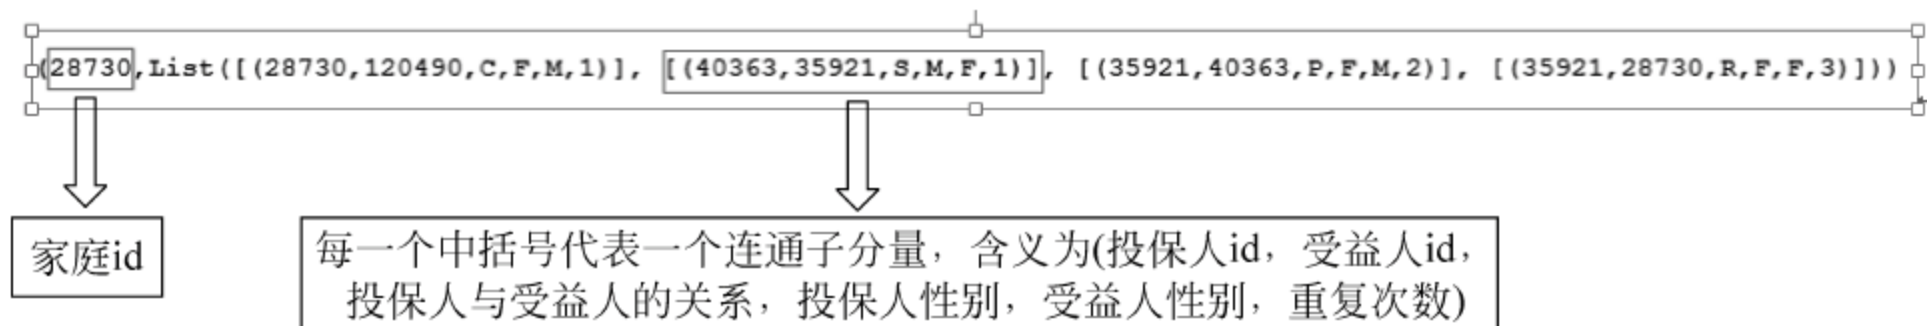 (28730,List([(28730,120490,C,F,M,1)], [(40363,35921,S,M,F,1)], [(35921,40363,P,F,M,2)], [(35921,28730,R,F,F,3)]))
家庭id
每一个中括号代表一个连通子分量，含义为(投保人id，受益人id，
投保人与受益人的关系，投保人性别，受益人性别，重复次数)